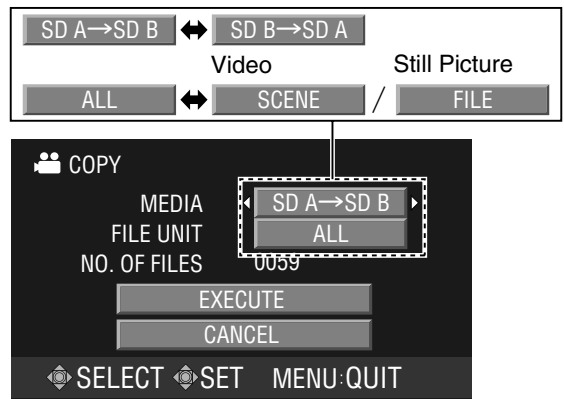 SD A→SD B ⬌ SD B→SD A
Video Still Picture
ALL ⬌ SCENE / FILE
COPY
MEDIA SD A→SD B
FILE UNIT ALL
NO. OF FILES 0059
EXECUTE
CANCEL
SELECT SET MENU:QUIT